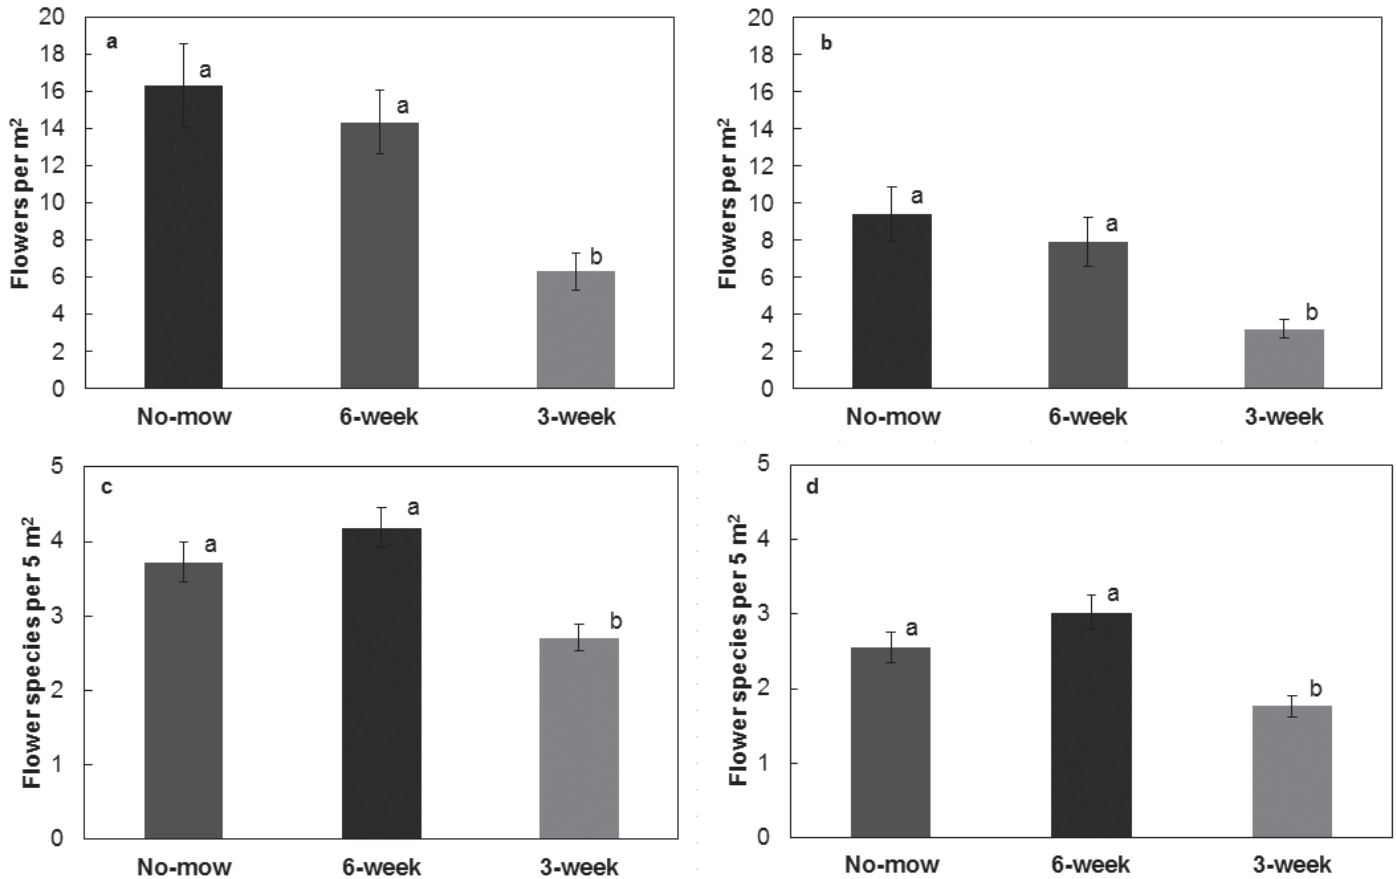 a
Flowers per m²
20
18
16
14
12
10
8
6
4
2
0
a
a
b
No-mow
6-week
3-week
b
Flowers per m²
20
18
16
14
12
10
8
6
4
2
0
a
a
b
No-mow
6-week
3-week
c
Flower species per 5 m²
5
4
3
2
1
0
a
a
b
No-mow
6-week
3-week
d
Flower species per 5 m²
5
4
3
2
1
0
a
a
b
No-mow
6-week
3-week